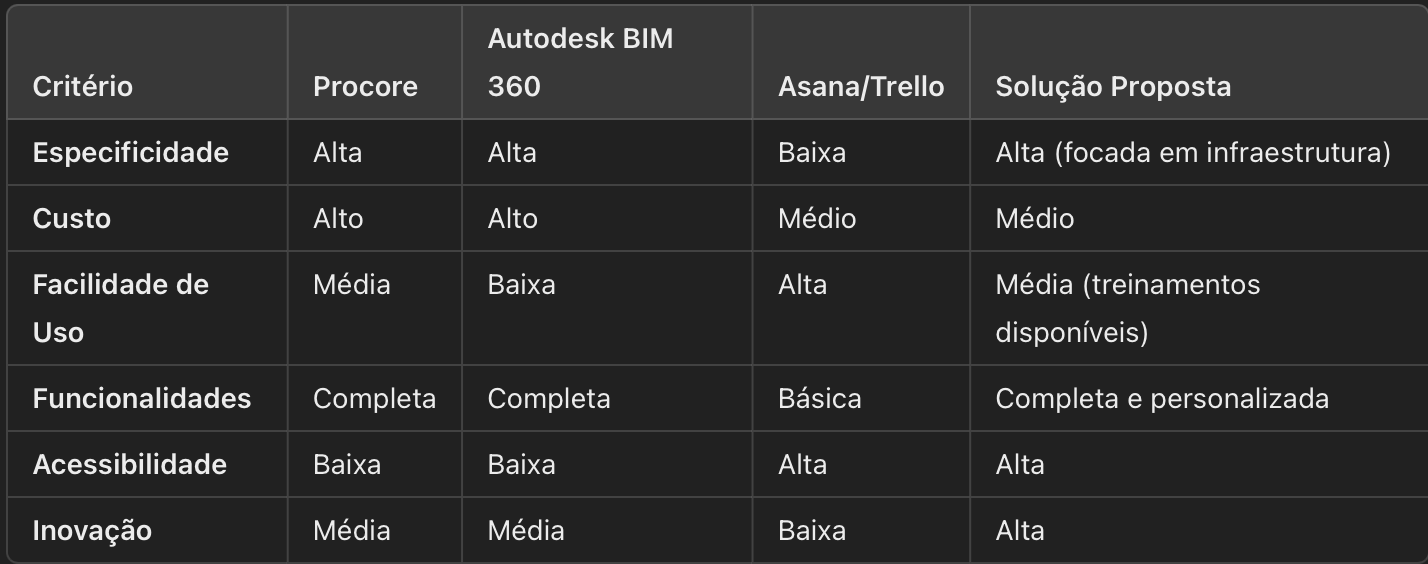 Critério Procore Autodesk BIM 360 Asana/Trello Solução Proposta
Especificidade Alta Alta Baixa Alta (focada em infraestrutura)
Custo Alto Alto Médio Médio
Facilidade de Uso Média Baixa Alta Média (treinamentos disponíveis)
Funcionalidades Completa Completa Básica Completa e personalizada
Acessibilidade Baixa Baixa Alta Alta
Inovação Média Média Baixa Alta